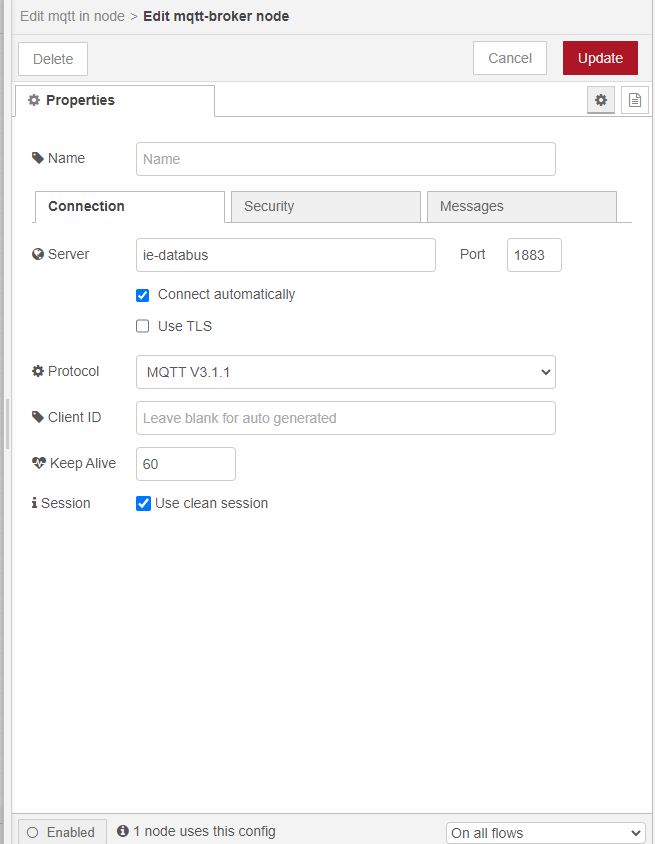 Edit mqtt in node > Edit mqtt-broker node
Delete Cancel Update
Properties
Name Name
Connection Security Messages
Server ie-databus Port 1883
Connect automatically
Use TLS
Protocol MQTT V3.1.1
Client ID Leave blank for auto generated
Keep Alive 60
Session Use clean session
Enabled 1 node uses this config On all flows